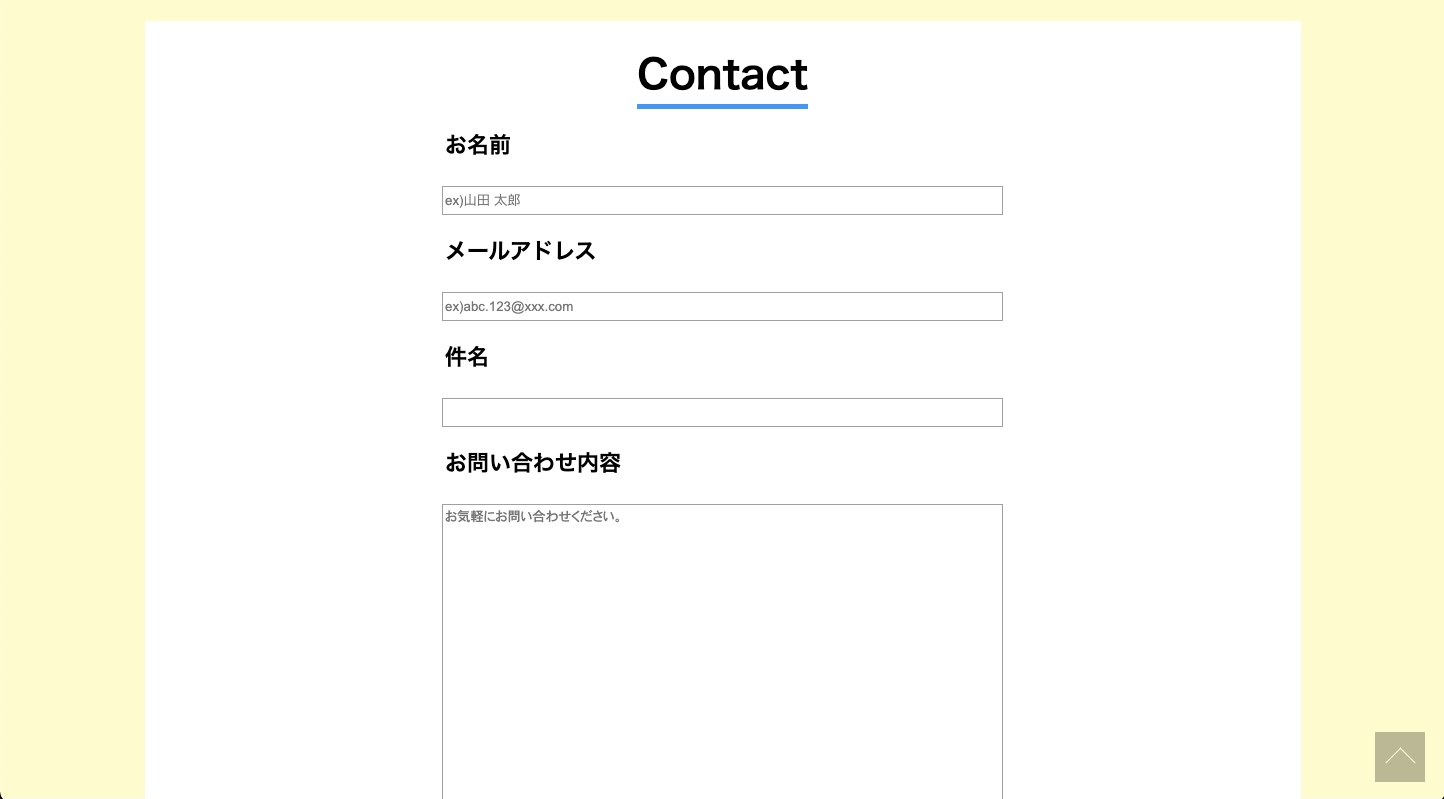 Contact
お名前
ex)山田 太郎
メールアドレス
ex)abc.123@xxx.com
件名
お問い合わせ内容
お気軽にお問い合わせください。